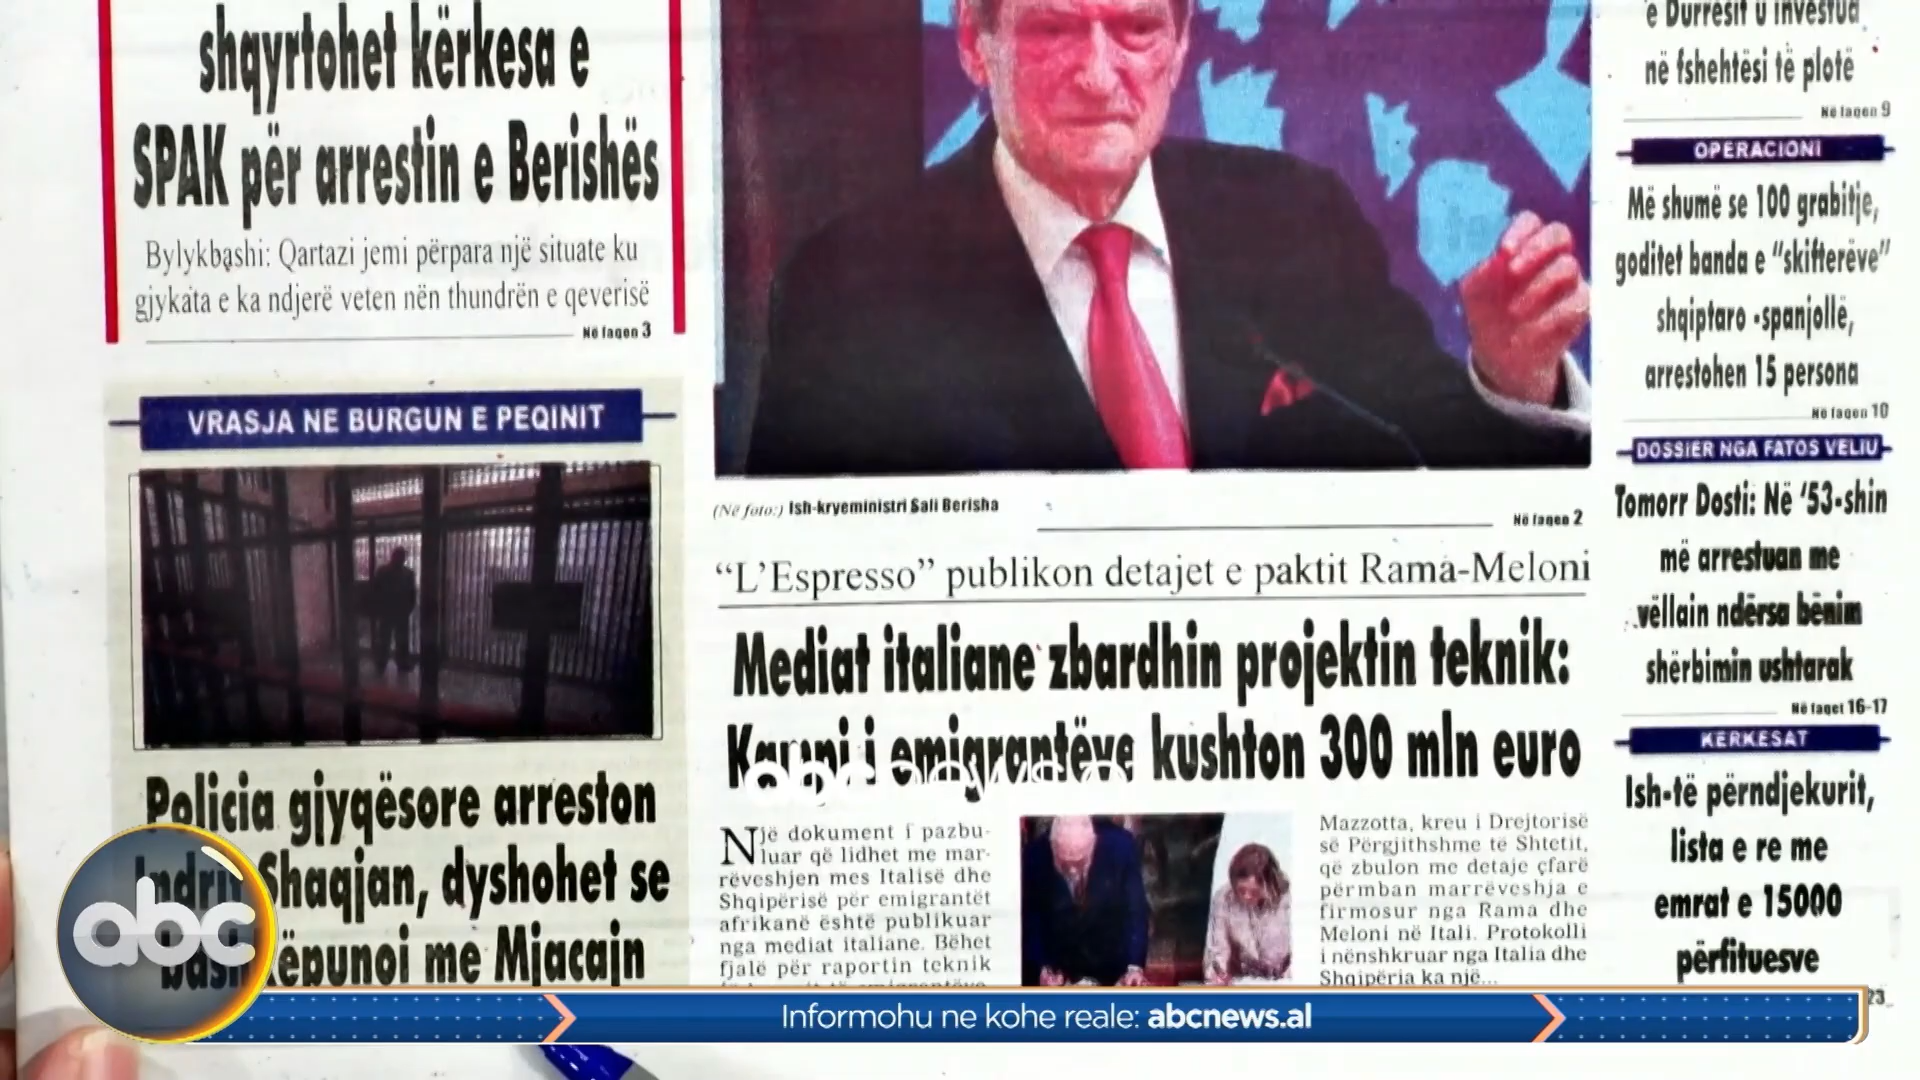 shqyrtohet kërkesa e
SPAK për arrestin e Berishës
Bylykbashi: Qartazi jemi përpara një situate ku
gjykata e ka ndjerë veten nën thundrën e qeverisë
Në faqen 3
VRASJA NE BURGUN E PEQINIT
Policia gjyqësore arreston
Indrit Shaqjan, dyshohet se
bashkëpunoi me Mjacajn
(Në foto:) Ish-kryeministri Sali Berisha
Në faqen 2
“L’Espresso” publikon detajet e paktit Rama-Meloni
Mediat italiane zbardhin projektin teknik:
Kampi i emigrantëve kushton 300 mln euro
Një dokument i pazbu-
luar që lidhet me mar-
rëveshjen mes Italisë dhe
Shqipërisë për emigrantët
afrikanë është publikuar
nga mediat italiane. Bëhet
fjalë për raportin teknik
Mazzotta, kreu i Drejtorisë
së Përgjithshme të Shtetit,
që zbulon me detaje çfarë
përmban marrëveshja e
firmosur nga Rama dhe
Meloni në Itali. Protokolli
i nënshkruar nga Italia dhe
Shqipëria ka një...
e Durrësit u investua
në fshehtësi të plotë
Në faqen 9
OPERACIONI
Më shumë se 100 grabitje,
goditet banda e “skifterëve”
shqiptaro -spanjollë,
arrestohen 15 persona
Në faqen 10
DOSSIER NGA FATOS VELIU
Tomorr Dosti: Në ‘53-shin
më arrestuan me
vëllain ndërsa bënim
shërbimin ushtarak
Në faqet 16-17
KERKESAT
Ish-të përndjekurit,
lista e re me
emrat e 15000
përfituesve
23
abcnews.al
abc
Informohu ne kohe reale: abcnews.al